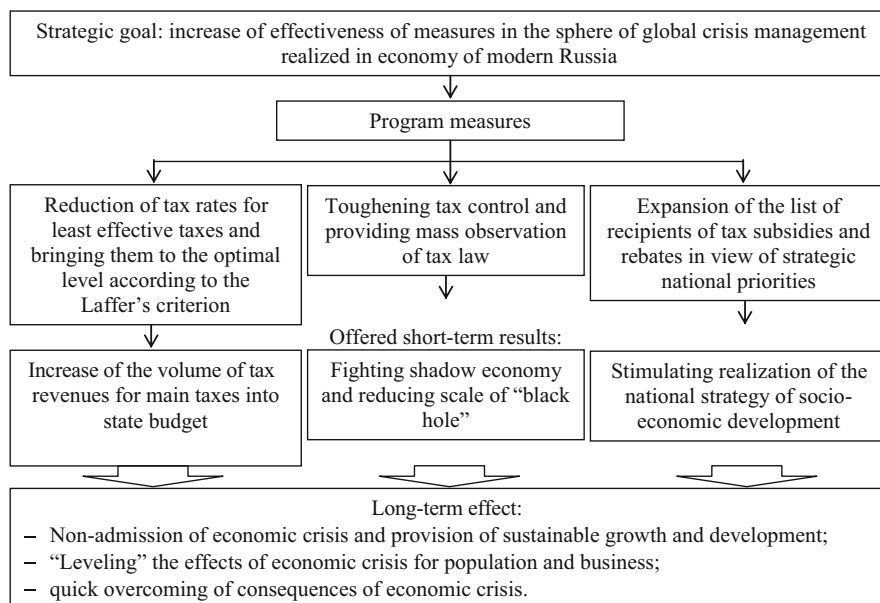 Strategic goal: increase of effectiveness of measures in the sphere of global crisis management
realized in economy of modern Russia
Program measures
Reduction of tax rates for
least effective taxes and
bringing them to the optimal
level according to the
Laffer’s criterion
Toughening tax control and
providing mass observation
of tax law
Expansion of the list of
recipients of tax subsidies and
rebates in view of strategic
national priorities
Offered short-term results:
Increase of the volume of tax
revenues for main taxes into
state budget
Fighting shadow economy
and reducing scale of “black
hole”
Stimulating realization of the
national strategy of socio-
economic development
Long-term effect:
– Non-admission of economic crisis and provision of sustainable growth and development;
– “Leveling” the effects of economic crisis for population and business;
– quick overcoming of consequences of economic crisis.